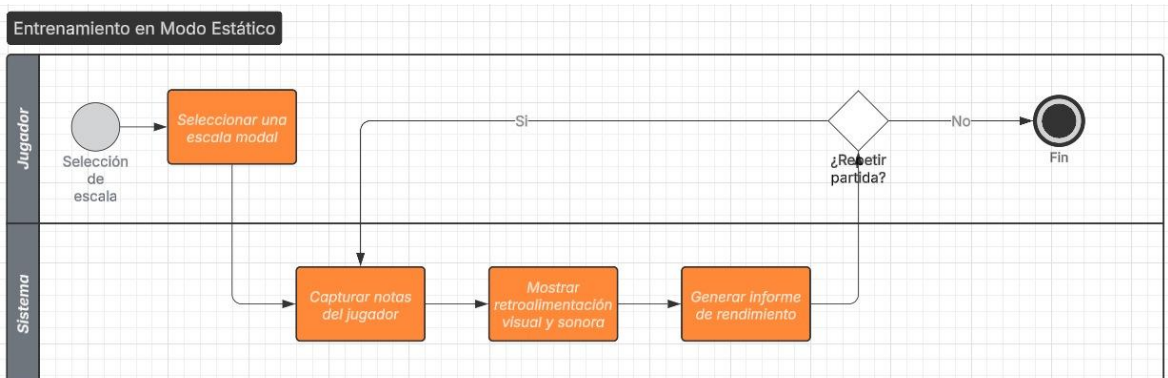 Entrenamiento en Modo Estático
Jugador
Selección
de
escala
Seleccionar una
escala modal
Si
¿Repetir
partida?
No
Fin
Sistema
Capturar notas
del jugador
Mostrar
retroalimentación
visual y sonora
Generar informe
de rendimiento